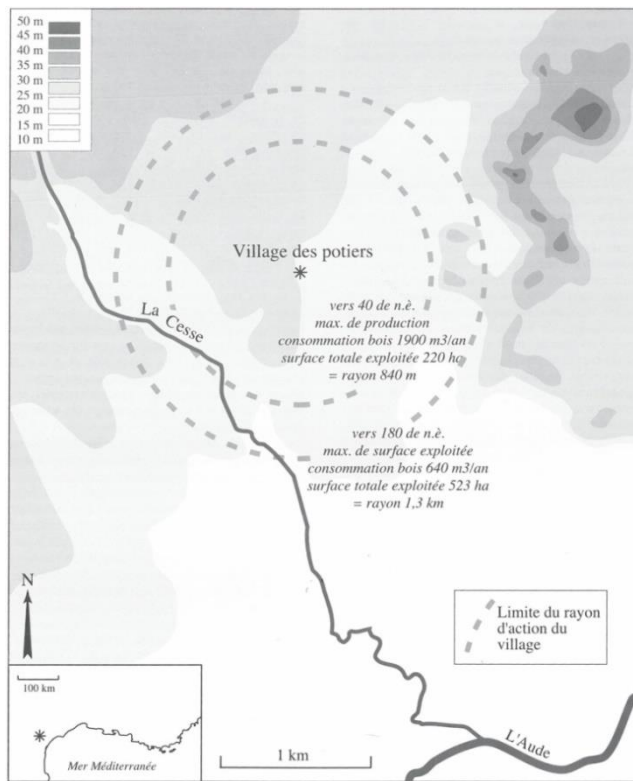 50 m
45 m
40 m
35 m
30 m
25 m
20 m
15 m
10 m
Village des potiers
La Cesse
vers 40 de n.è.
max. de production
consommation bois 1900 m3/an
surface totale exploitée 220 ha
= rayon 840 m
vers 180 de n.è.
max. de surface exploitée
consommation bois 640 m3/an
surface totale exploitée 523 ha
= rayon 1,3 km
N
Limite du rayon
d'action du
village
100 km
Mer Méditerranée
1 km
L'Aude